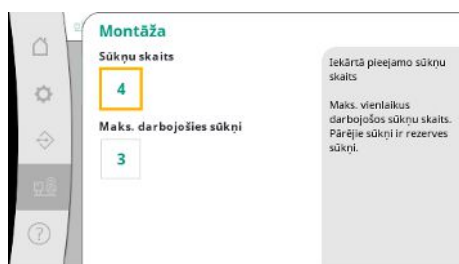 Montāža
Sūkņu skaits
4
Maks. darbojošies sūkņi
3
Iekārtā pieejamo sūkņu
skaits
Maks. vienlaikus
darbojošos sūkņu skaits.
Pārējie sūkņi ir rezerves
sūkņi.
?